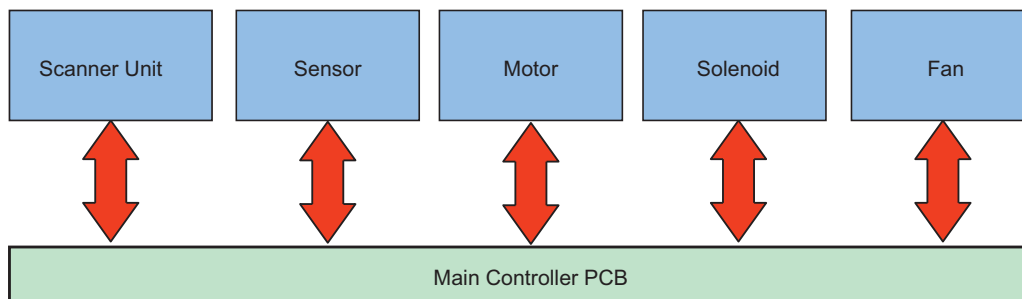 Scanner Unit
Sensor
Motor
Solenoid
Fan
Main Controller PCB